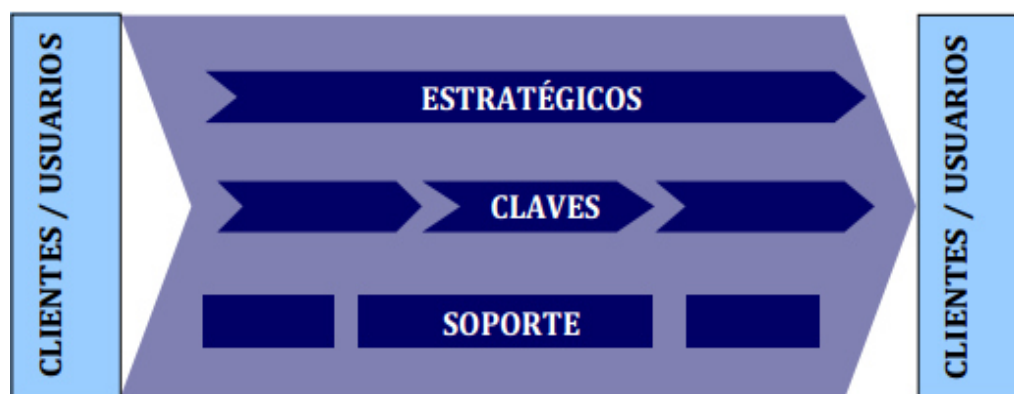 CLIENTES / USUARIOS
ESTRATÉGICOS
CLAVES
SOPORTE
CLIENTES / USUARIOS